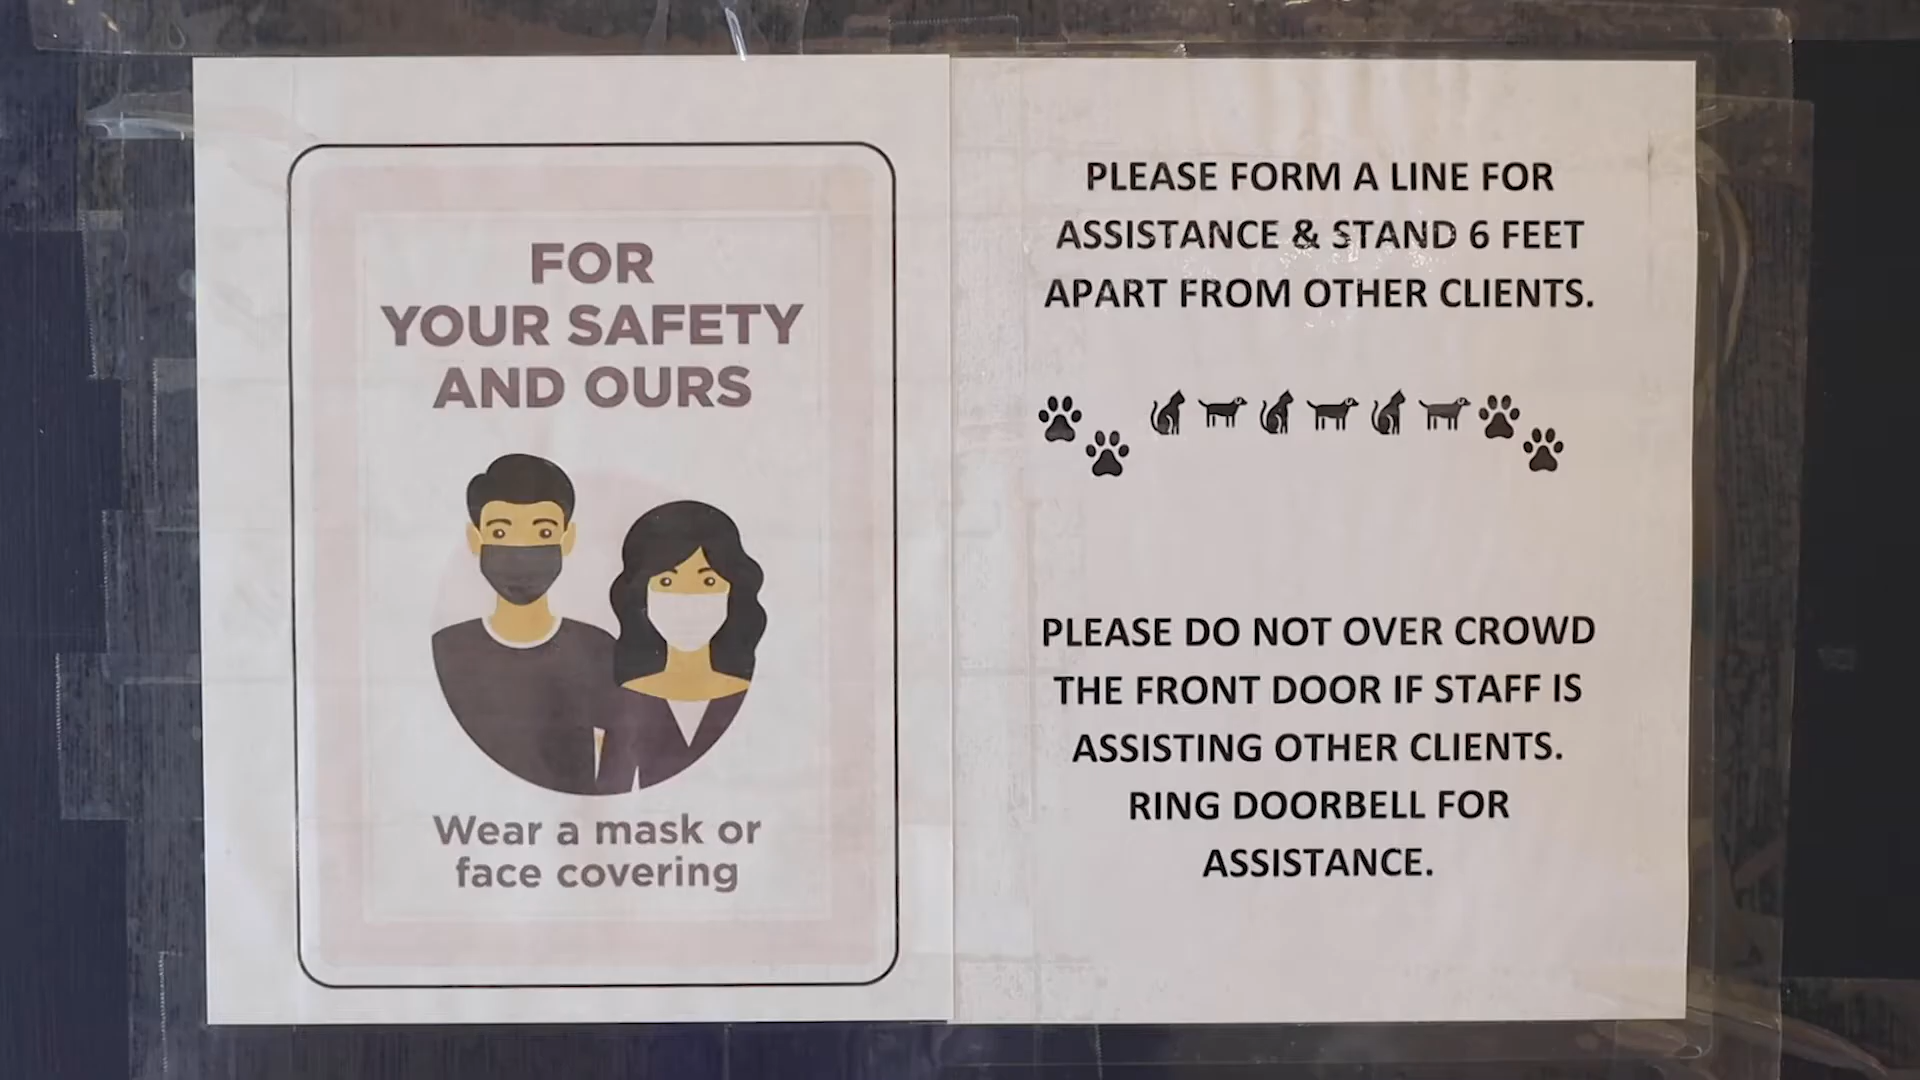 FOR
YOUR SAFETY
AND OURS
Wear a mask or
face covering
PLEASE FORM A LINE FOR
ASSISTANCE & STAND 6 FEET
APART FROM OTHER CLIENTS.
PLEASE DO NOT OVER CROWD
THE FRONT DOOR IF STAFF IS
ASSISTING OTHER CLIENTS.
RING DOORBELL FOR
ASSISTANCE.